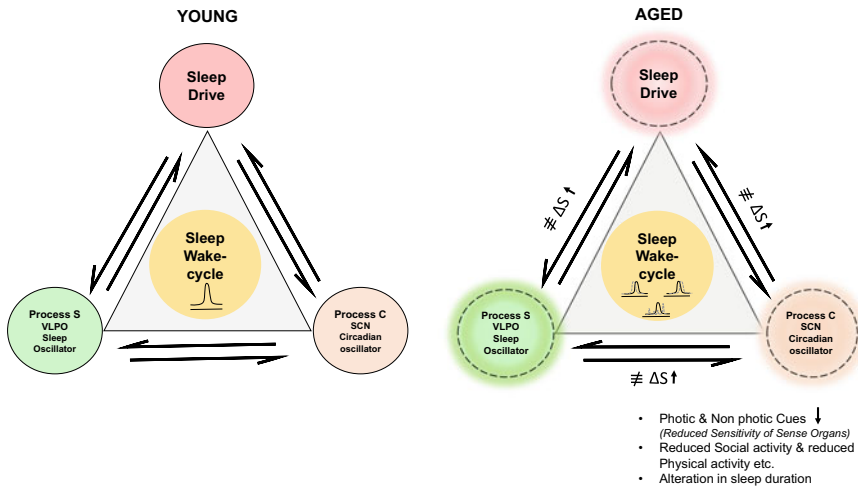 YOUNG
Sleep
Drive
Sleep
Wake-
cycle
Process S
VLPO
Sleep
Oscillator
Process C
SCN
Circadian
oscillator
AGED
Sleep
Drive
≢ ΔS↑
≢ ΔS↑
Sleep
Wake-
cycle
Process S
VLPO
Sleep
Oscillator
Process C
SCN
Circadian
oscillator
≢ ΔS↑
• Photic & Non photic Cues ↓
(Reduced Sensitivity of Sense Organs)
• Reduced Social activity & reduced
Physical activity etc.
• Alteration in sleep duration